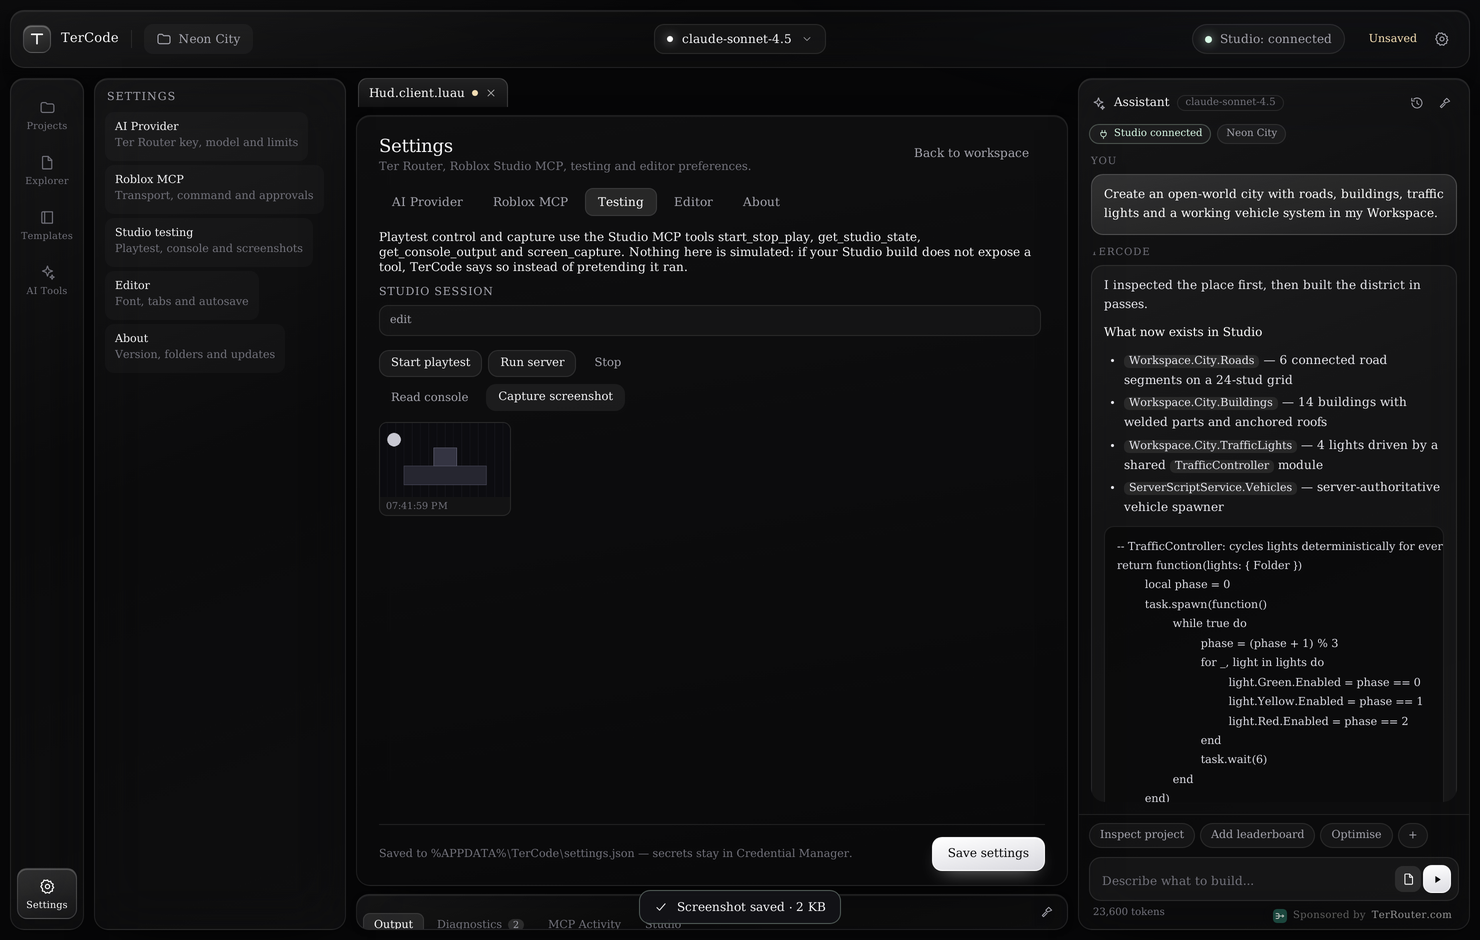 TerCode
Neon City
claude-sonnet-4.5
Studio: connected
Unsaved
Projects
Explorer
Templates
AI Tools
Settings
SETTINGS
AI Provider
Ter Router key, model and limits
Roblox MCP
Transport, command and approvals
Studio testing
Playtest, console and screenshots
Editor
Font, tabs and autosave
About
Version, folders and updates
Hud.client.luau
Settings
Ter Router, Roblox Studio MCP, testing and editor preferences.
Back to workspace
AI Provider Roblox MCP Testing Editor About
Playtest control and capture use the Studio MCP tools start_stop_play, get_studio_state,
get_console_output and screen_capture. Nothing here is simulated: if your Studio build does not expose a
tool, TerCode says so instead of pretending it ran.
STUDIO SESSION
edit
Start playtest Run server Stop
Read console Capture screenshot
07:41:59 PM
Saved to %APPDATA%\TerCode\settings.json — secrets stay in Credential Manager.
Save settings
Output Diagnostics 2 MCP Activity Studio
Screenshot saved · 2 KB
Assistant claude-sonnet-4.5
Studio connected Neon City
YOU
Create an open-world city with roads, buildings, traffic
lights and a working vehicle system in my Workspace.
ERCODE
I inspected the place first, then built the district in
passes.
What now exists in Studio
• Workspace.City.Roads — 6 connected road
segments on a 24-stud grid
• Workspace.City.Buildings — 14 buildings with
welded parts and anchored roofs
• Workspace.City.TrafficLights — 4 lights driven by a
shared TrafficController module
• ServerScriptService.Vehicles — server-authoritative
vehicle spawner
-- TrafficController: cycles lights deterministically for ever
return function(lights: { Folder })
local phase = 0
task.spawn(function()
while true do
phase = (phase + 1) % 3
for _, light in lights do
light.Green.Enabled = phase == 0
light.Yellow.Enabled = phase == 1
light.Red.Enabled = phase == 2
end
task.wait(6)
end
end)
Inspect project Add leaderboard Optimise +
Describe what to build...
23,600 tokens
Sponsored by TerRouter.com